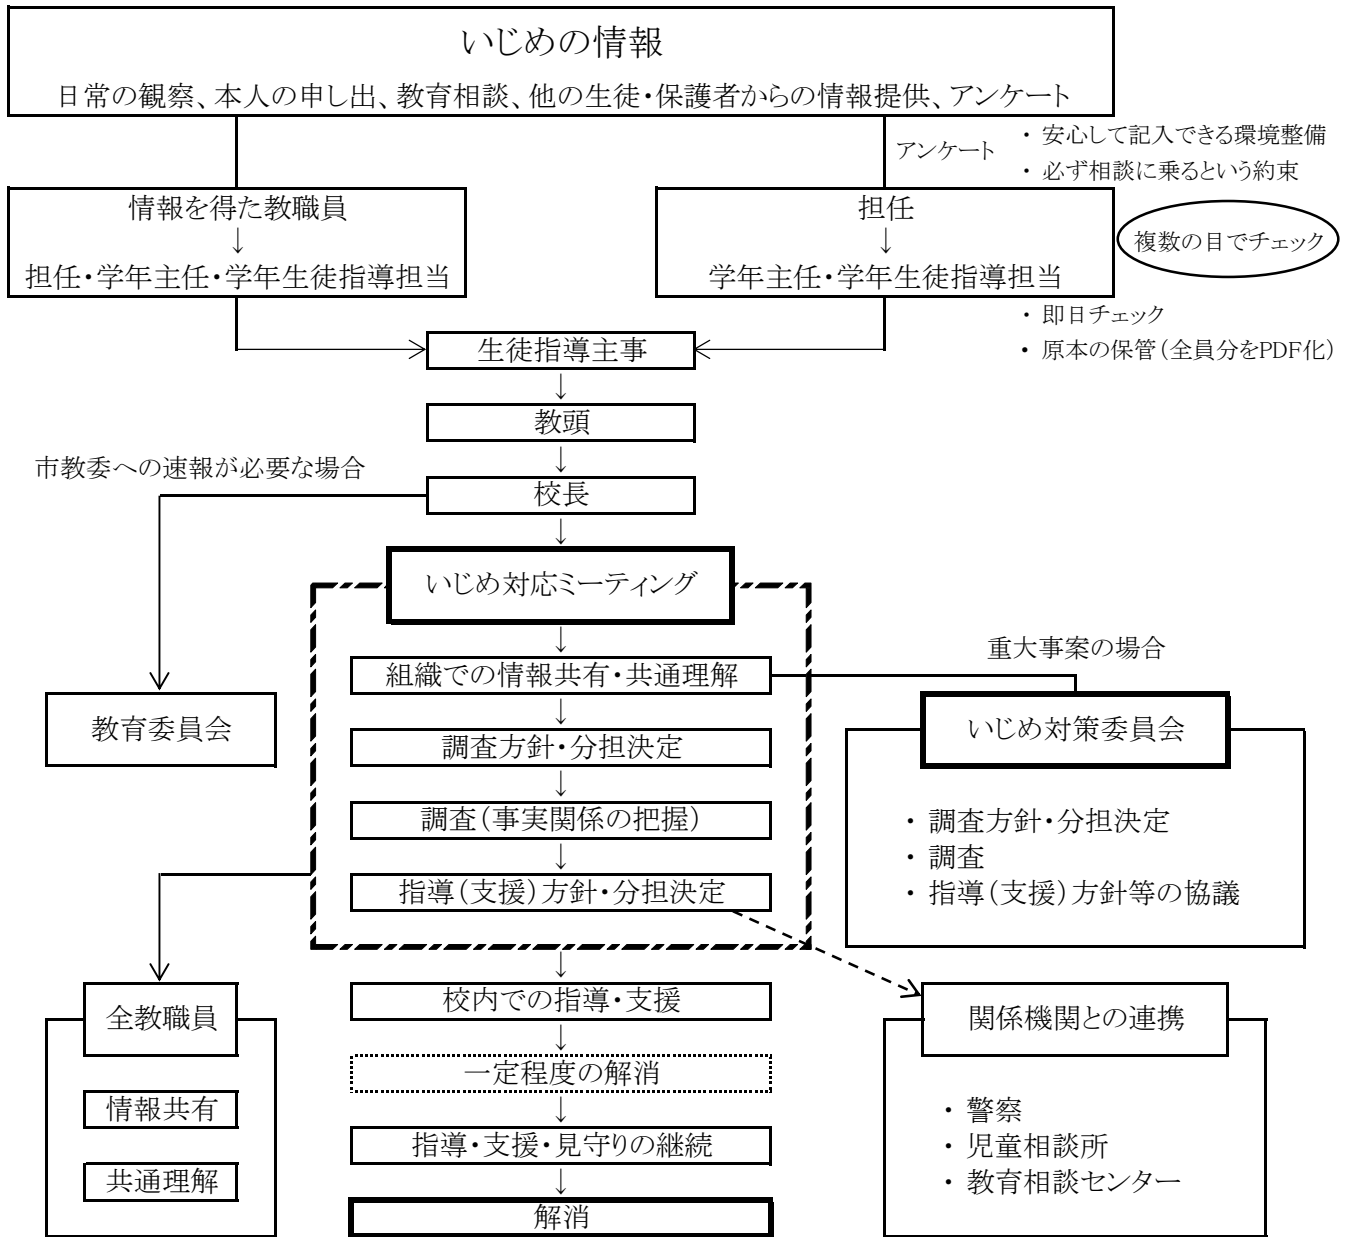 いじめの情報
日常の観察、本人の申し出、教育相談、他の生徒・保護者からの情報提供、アンケート
アンケート
・ 安心して記入できる環境整備
・ 必ず相談に乗るという約束
情報を得た教職員
↓
担任・学年主任・学年生徒指導担当
担任
↓
学年主任・学年生徒指導担当
複数の目でチェック
・ 即日チェック
・ 原本の保管(全員分をPDF化)
生徒指導主事
↓
教頭
↓
市教委への速報が必要な場合
校長
↓
いじめ対応ミーティング
↓
組織での情報共有・共通理解
↓
調査方針・分担決定
↓
調査(事実関係の把握)
↓
指導(支援)方針・分担決定
重大事案の場合
いじめ対策委員会
・ 調査方針・分担決定
・ 調査
・ 指導(支援)方針等の協議
教育委員会
全教職員
情報共有
共通理解
↓
校内での指導・支援
↓
一定程度の解消
↓
指導・支援・見守りの継続
↓
解消
関係機関との連携
・ 警察
・ 児童相談所
・ 教育相談センター